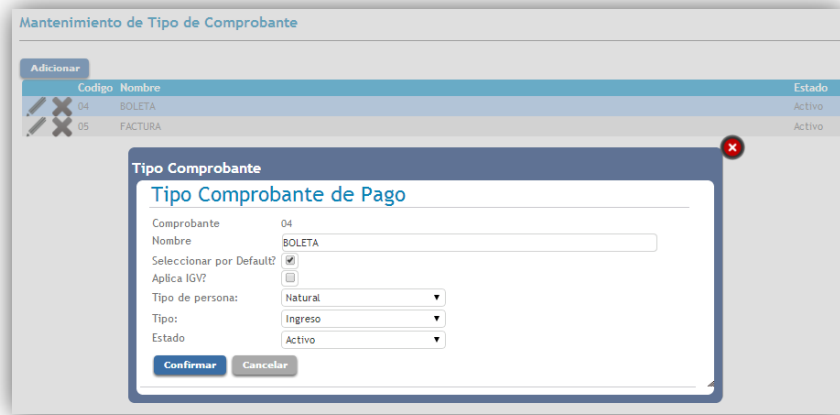 Mantenimiento de Tipo de Comprobante
Adicionar
Codigo Nombre Estado
04 BOLETA Activo
05 FACTURA Activo
Tipo Comprobante
Tipo Comprobante de Pago
Comprobante 04
Nombre BOLETA
Seleccionar por Default?
Aplica IGV?
Tipo de persona: Natural
Tipo: Ingreso
Estado Activo
Confirmar Cancelar